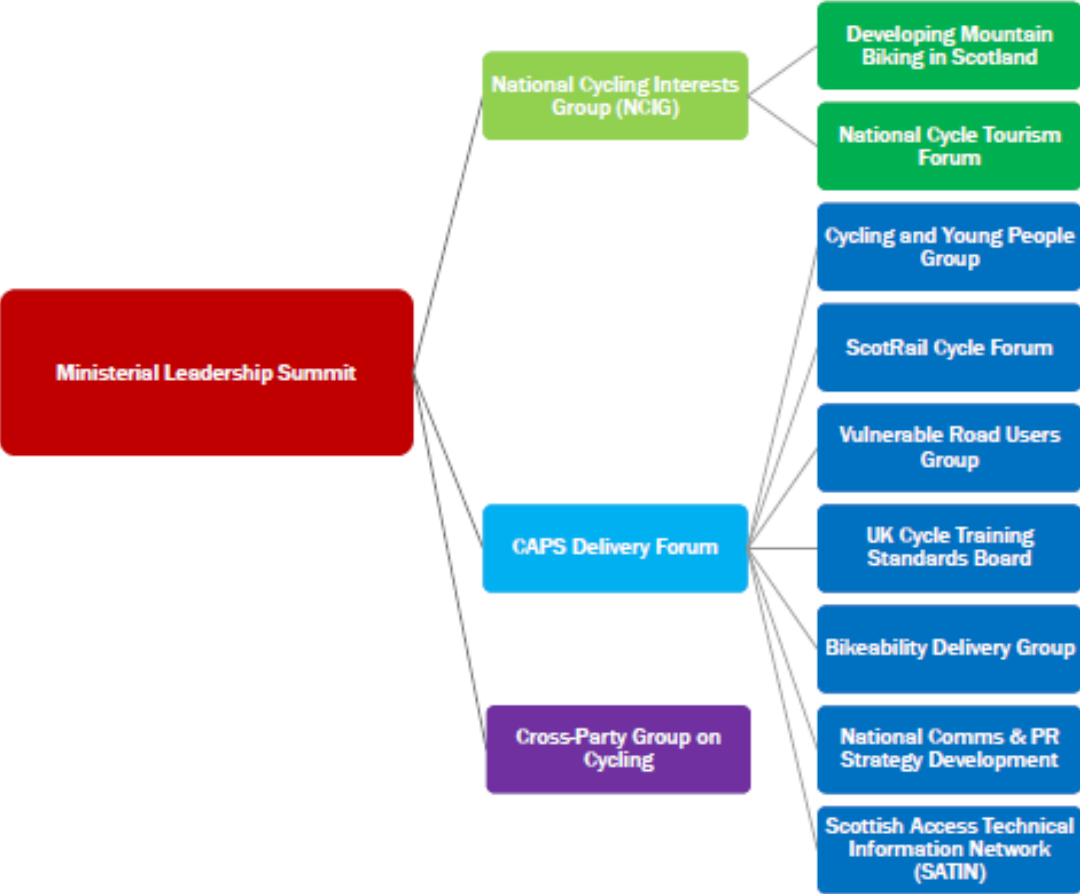 Ministerial Leadership Summit
National Cycling Interests
Group (NCIG)
CAPS Delivery Forum
Cross-Party Group on
Cycling
Developing Mountain
Biking in Scotland
National Cycle Tourism
Forum
Cycling and Young People
Group
ScotRail Cycle Forum
Vulnerable Road Users
Group
UK Cycle Training
Standards Board
Bikeability Delivery Group
National Comms & PR
Strategy Development
Scottish Access Technical
Information Network
(SATIN)